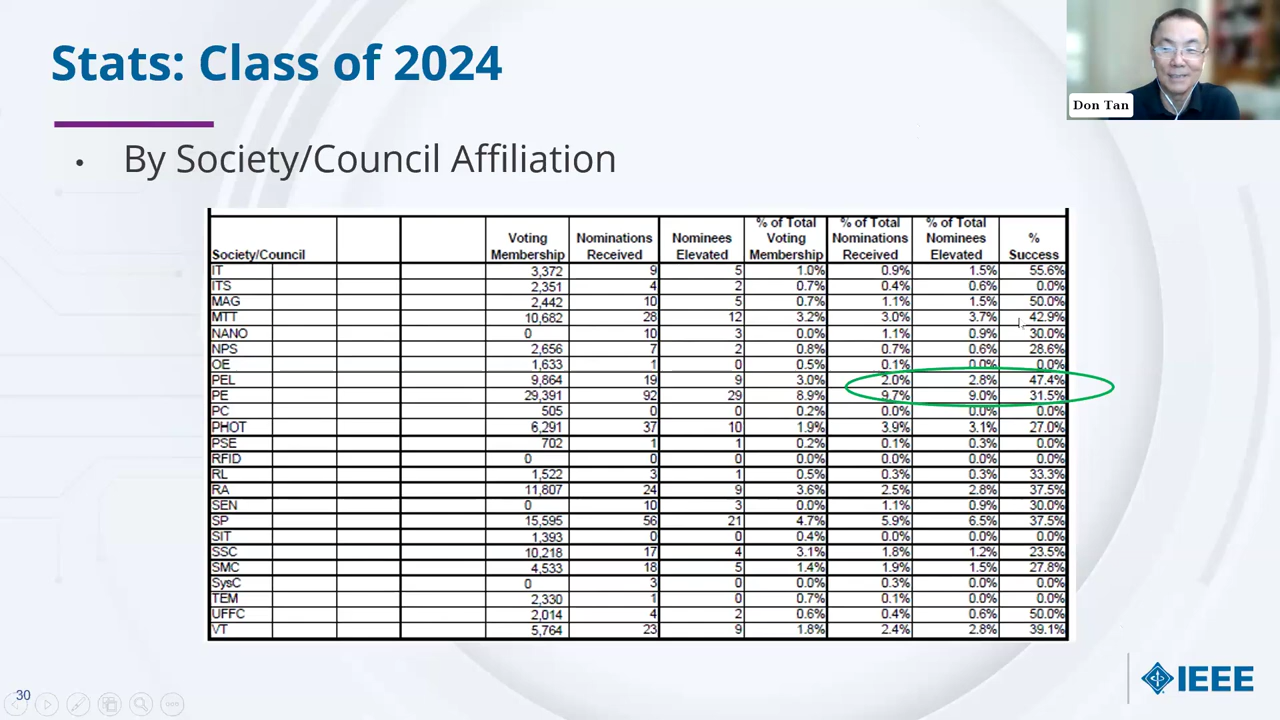 Stats: Class of 2024
Don Tan
• By Society/Council Affiliation
Society/Council Voting Membership Nominations Received Nominees Elevated % of Total Voting Membership % of Total Nominations Received % of Total Nominees Elevated % Success
IT 3,372 9 5 1.0% 0.9% 1.5% 55.6%
ITS 2,351 4 2 0.7% 0.4% 0.6% 0.0%
MAG 2,442 10 5 0.7% 1.1% 1.5% 50.0%
MTT 10,682 28 12 3.2% 3.0% 3.7% 42.9%
NANO 0 10 3 0.0% 1.1% 0.9% 30.0%
NPS 2,656 7 2 0.8% 0.7% 0.6% 28.6%
OE 1,633 1 0 0.5% 0.1% 0.0% 0.0%
PEL 9,864 19 9 3.0% 2.0% 2.8% 47.4%
PE 29,391 92 29 8.9% 9.7% 9.0% 31.5%
PC 505 0 0 0.2% 0.0% 0.0% 0.0%
PHOT 6,291 37 10 1.9% 3.9% 3.1% 27.0%
PSE 702 1 1 0.2% 0.1% 0.3% 0.0%
RFID 0 0 0 0.0% 0.0% 0.0% 0.0%
RL 1,522 3 1 0.5% 0.3% 0.3% 33.3%
RA 11,807 24 9 3.6% 2.5% 2.8% 37.5%
SEN 0 10 3 0.0% 1.1% 0.9% 30.0%
SP 15,595 56 21 4.7% 5.9% 6.5% 37.5%
SIT 1,393 0 0 0.4% 0.0% 0.0% 0.0%
SSC 10,218 17 4 3.1% 1.8% 1.2% 23.5%
SMC 4,533 18 5 1.4% 1.9% 1.5% 27.8%
SysC 0 3 0 0.0% 0.3% 0.0% 0.0%
TEM 2,330 1 0 0.7% 0.1% 0.0% 0.0%
UFFC 2,014 4 2 0.6% 0.4% 0.6% 50.0%
VT 5,764 23 9 1.8% 2.4% 2.8% 39.1%
30
IEEE